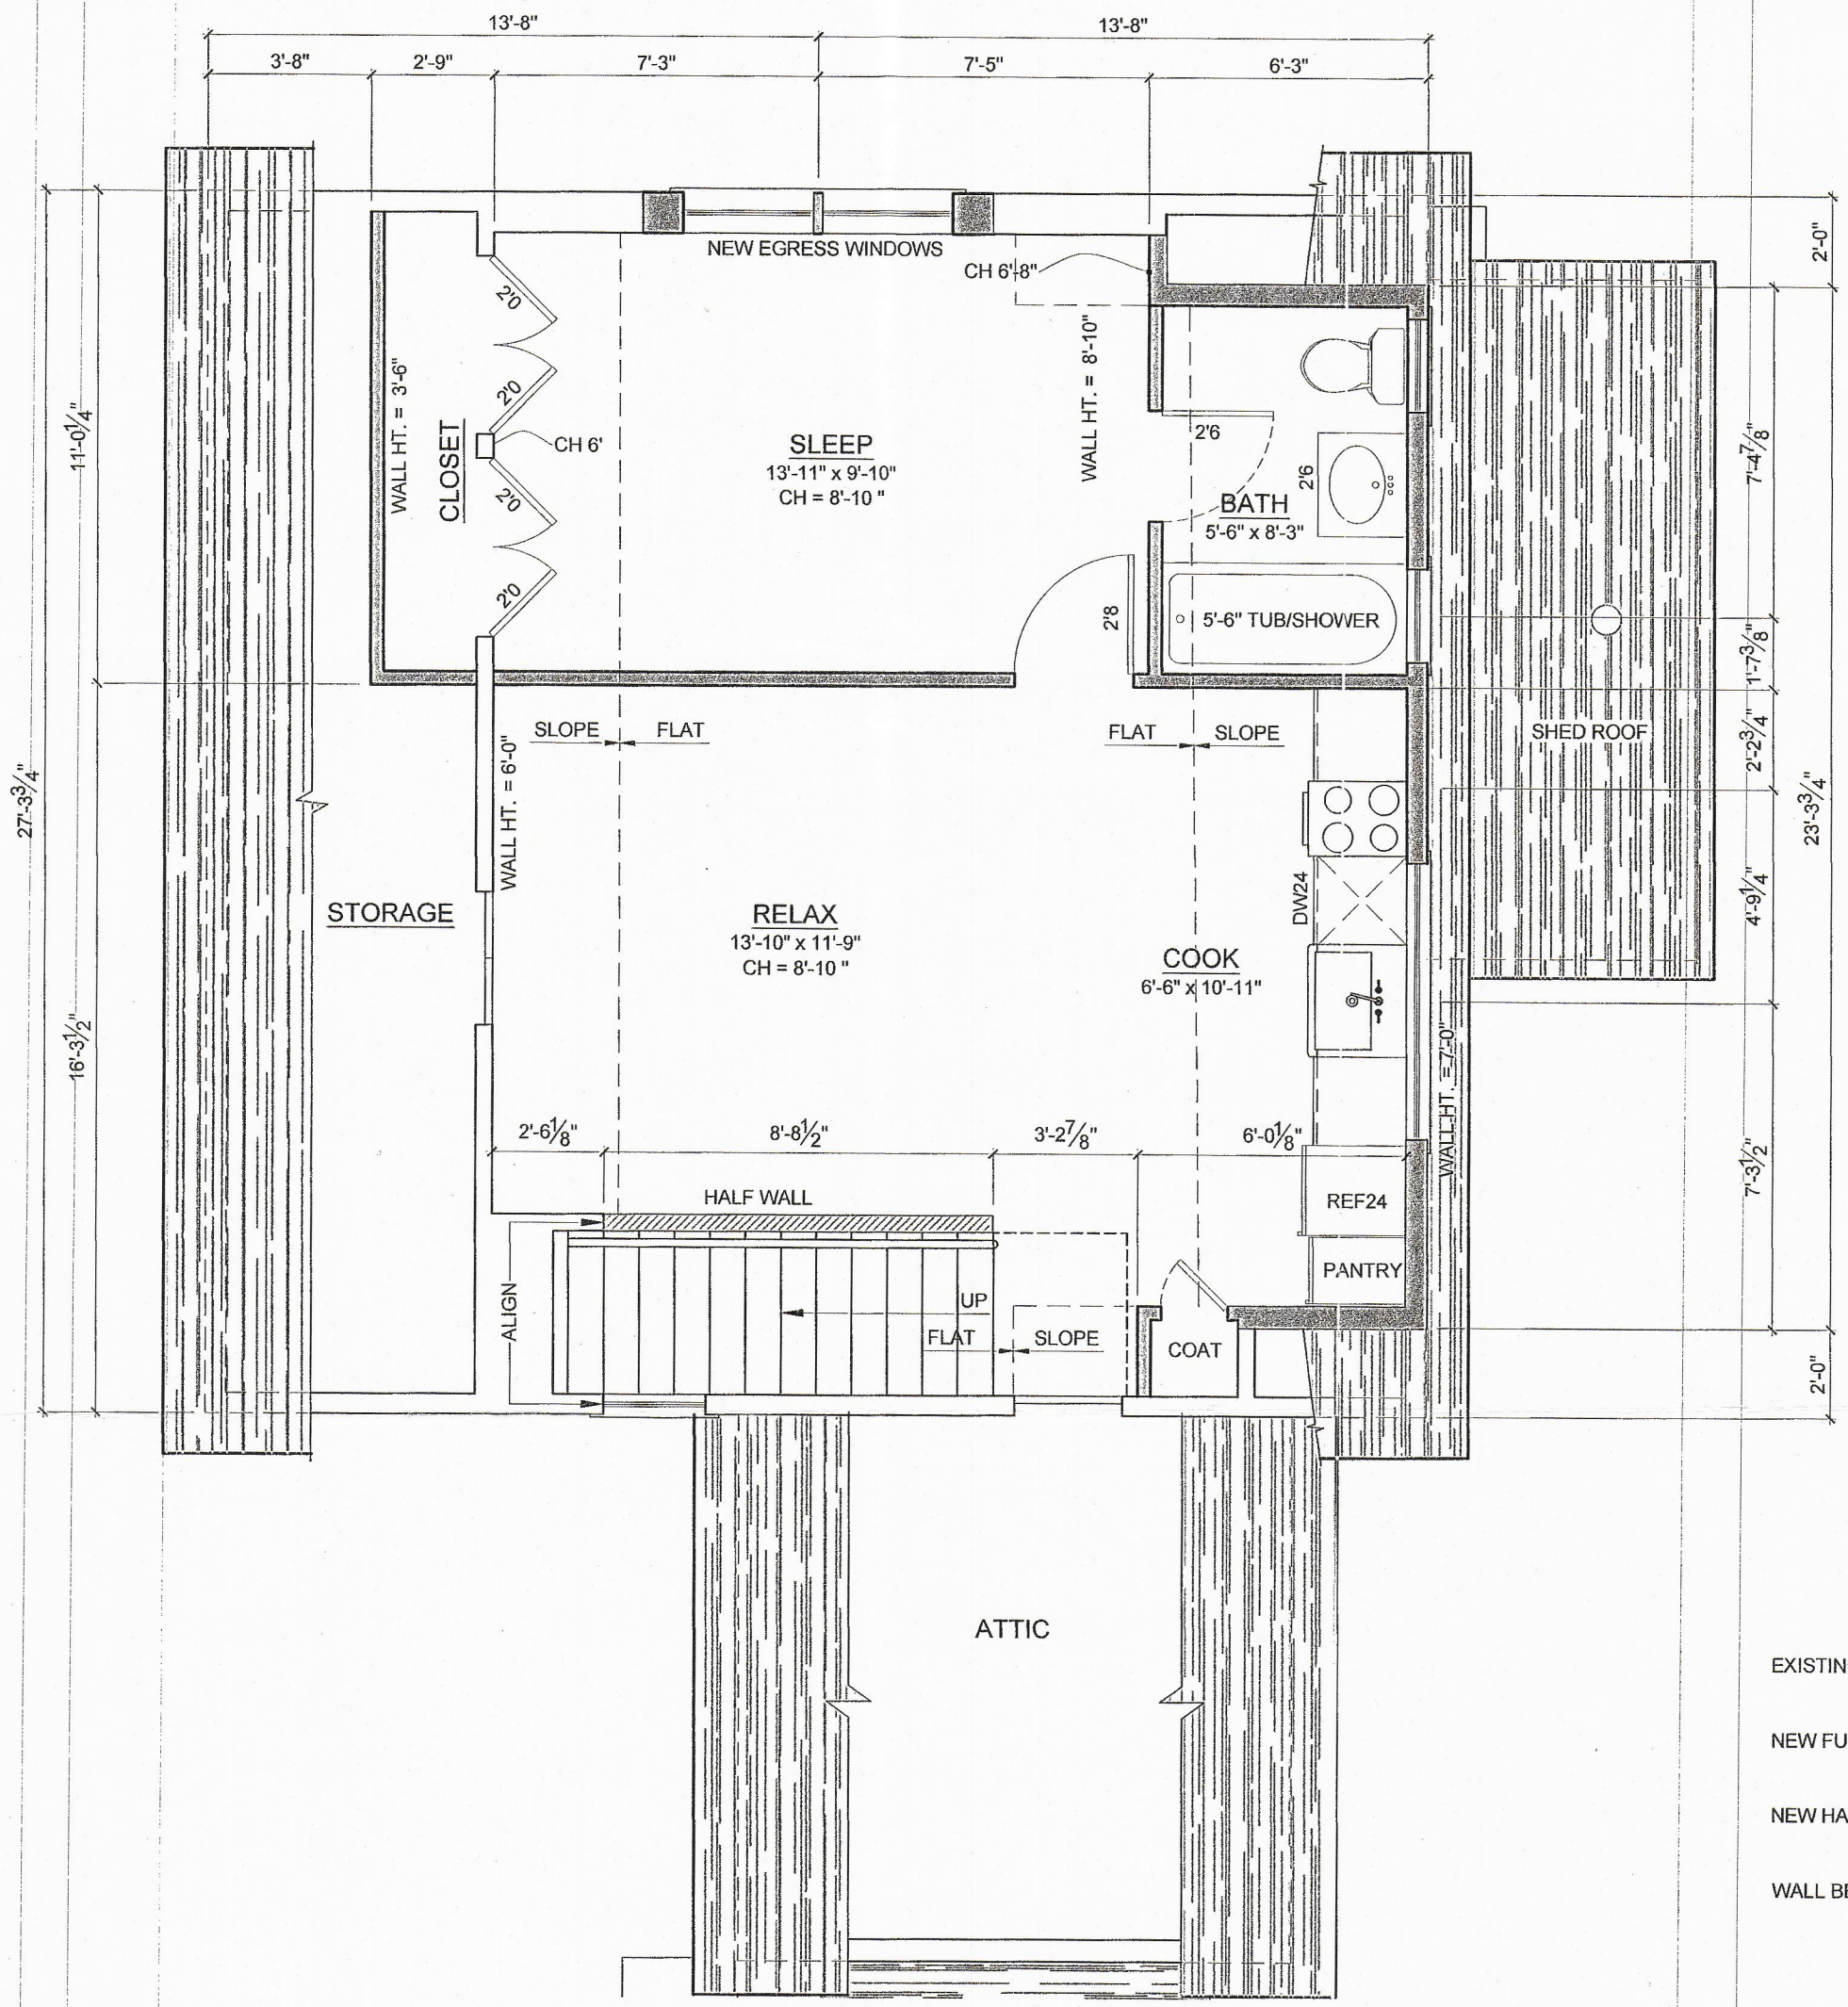 13'-8"
13'-8"
3'-8"
2'-9"
7'-3"
7'-5"
6'-3"
2'-0"
NEW EGRESS WINDOWS
CH 6'-8"
2'0
2'0
2'0
2'0
WALL HT. = 3'-6"
CLOSET
CH 6'
SLEEP
13'-11" x 9'-10"
CH = 8'-10 "
WALL HT. = 8'-10"
2'6
2'6
BATH
5'-6" x 8'-3"
2'8
5'-6" TUB/SHOWER
11'-0 1/4"
7'-4 7/8"
1'-7 3/8"
2'-2 3/4"
SLOPE
FLAT
FLAT
SLOPE
SHED ROOF
WALL HT. = 6'-0"
27'-3 3/4"
23'-3 3/4"
4'-9 1/4"
STORAGE
RELAX
13'-10" x 11'-9"
CH = 8'-10 "
DW24
COOK
6'-6" x 10'-11"
16'-3 1/2"
WALL HT. = 7'-0"
2'-6 1/8"
8'-8 1/2"
3'-2 7/8"
6'-0 1/8"
7'-3 1/2"
HALF WALL
REF24
PANTRY
ALIGN
UP
FLAT
SLOPE
COAT
2'-0"
ATTIC
EXISTIN
NEW FU
NEW HA
WALL BE